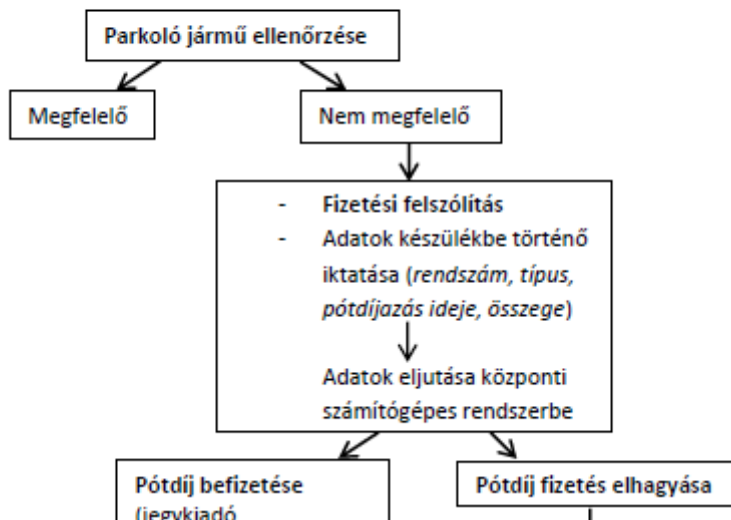 Parkoló jármű ellenőrzése
Megfelelő
Nem megfelelő
- Fizetési felszólítás
- Adatok készülékbe történő
iktatása (rendszám, típus,
pótdíjazás ideje, összege)
Adatok eljutása központi
számítógépes rendszerbe
Pótdíj befizetése
(jegykiadó
Pótdíj fizetés elhagyása